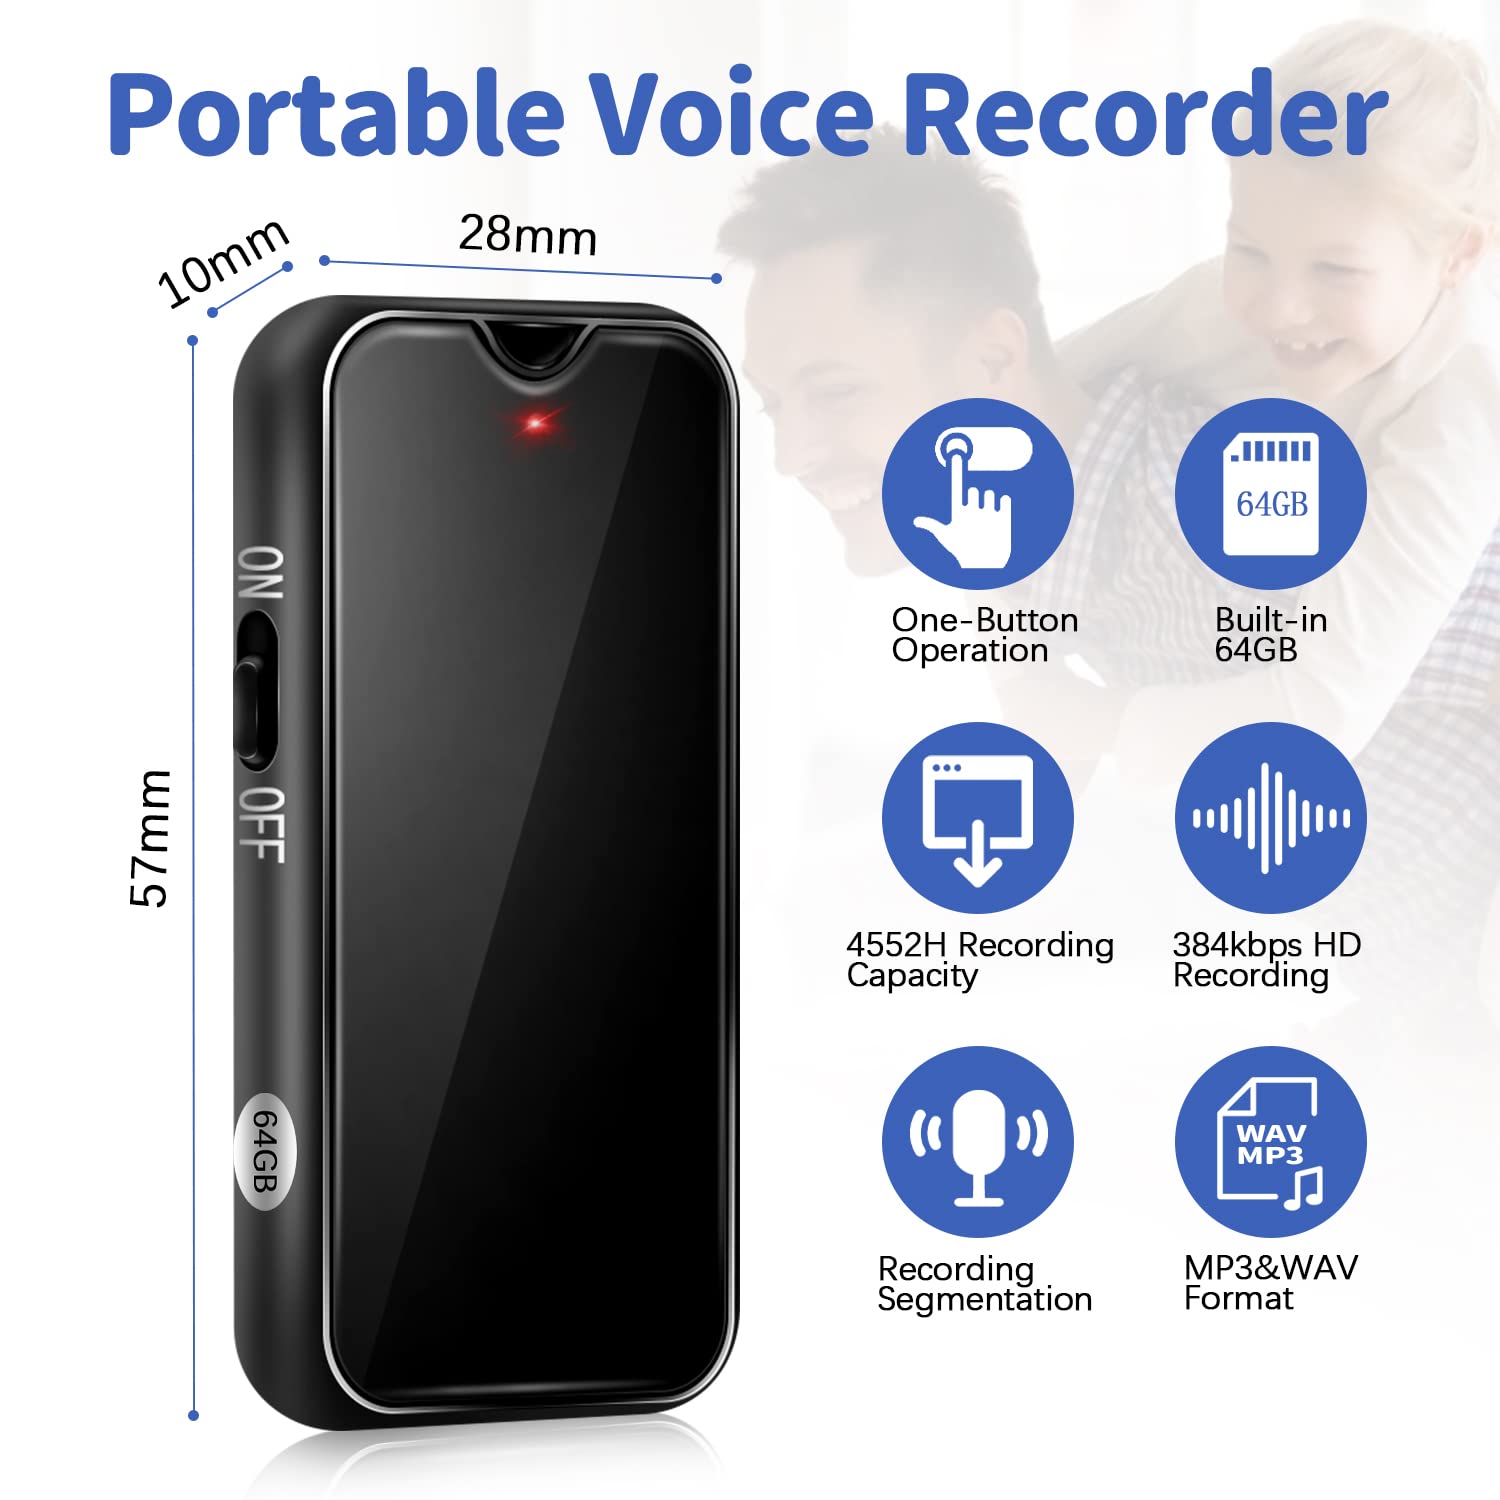 Portable Voice Recorder
10mm
28mm
57mm
ON
OFF
64GB
64GB
One-Button
Operation
Built-in
64GB
4552H Recording
Capacity
384kbps HD
Recording
WAV
MP3
Recording
Segmentation
MP3&WAV
Format